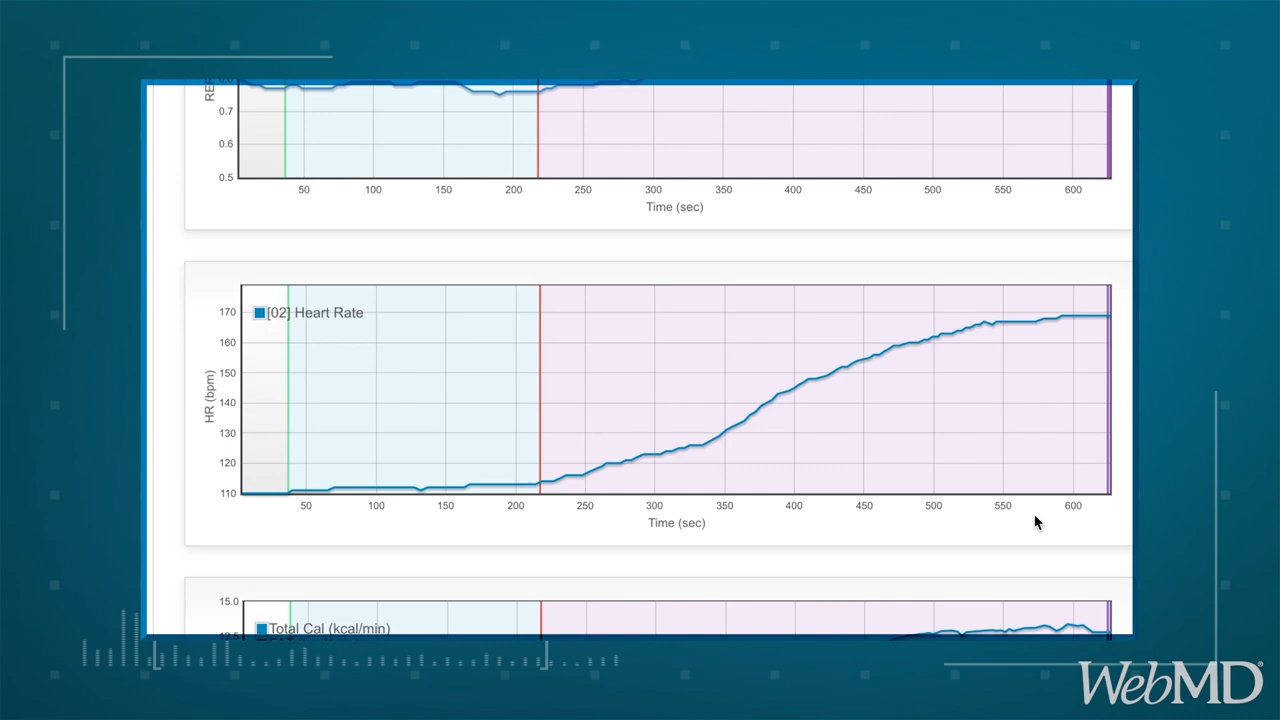 RE
0.7
0.6
0.5
50 100 150 200 250 300 350 400 450 500 550 600
Time (sec)
[02] Heart Rate
HR (bpm)
170
160
150
140
130
120
110
50 100 150 200 250 300 350 400 450 500 550 600
Time (sec)
15.0
Total Cal (kcal/min)
WebMD®